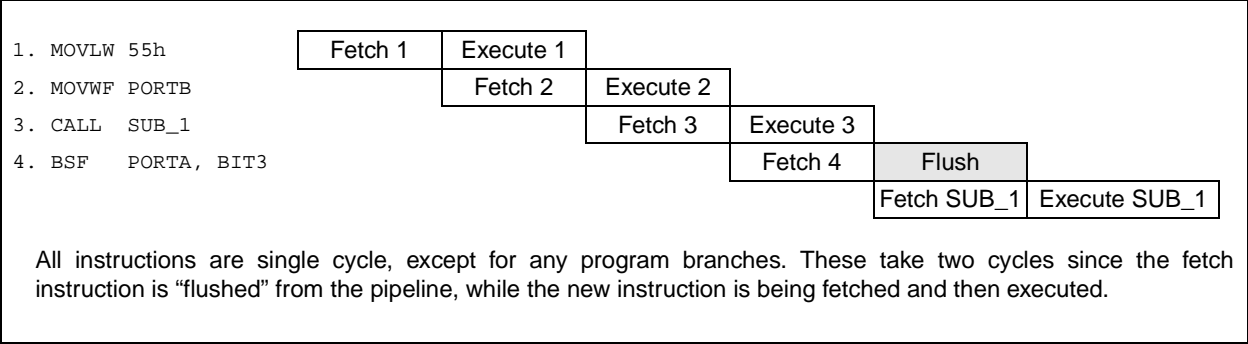 1. MOVLW 55h Fetch 1 Execute 1
2. MOVWF PORTB Fetch 2 Execute 2
3. CALL SUB_1 Fetch 3 Execute 3
4. BSF PORTA, BIT3 Fetch 4 Flush
Fetch SUB_1 Execute SUB_1
All instructions are single cycle, except for any program branches. These take two cycles since the fetch
instruction is “flushed” from the pipeline, while the new instruction is being fetched and then executed.